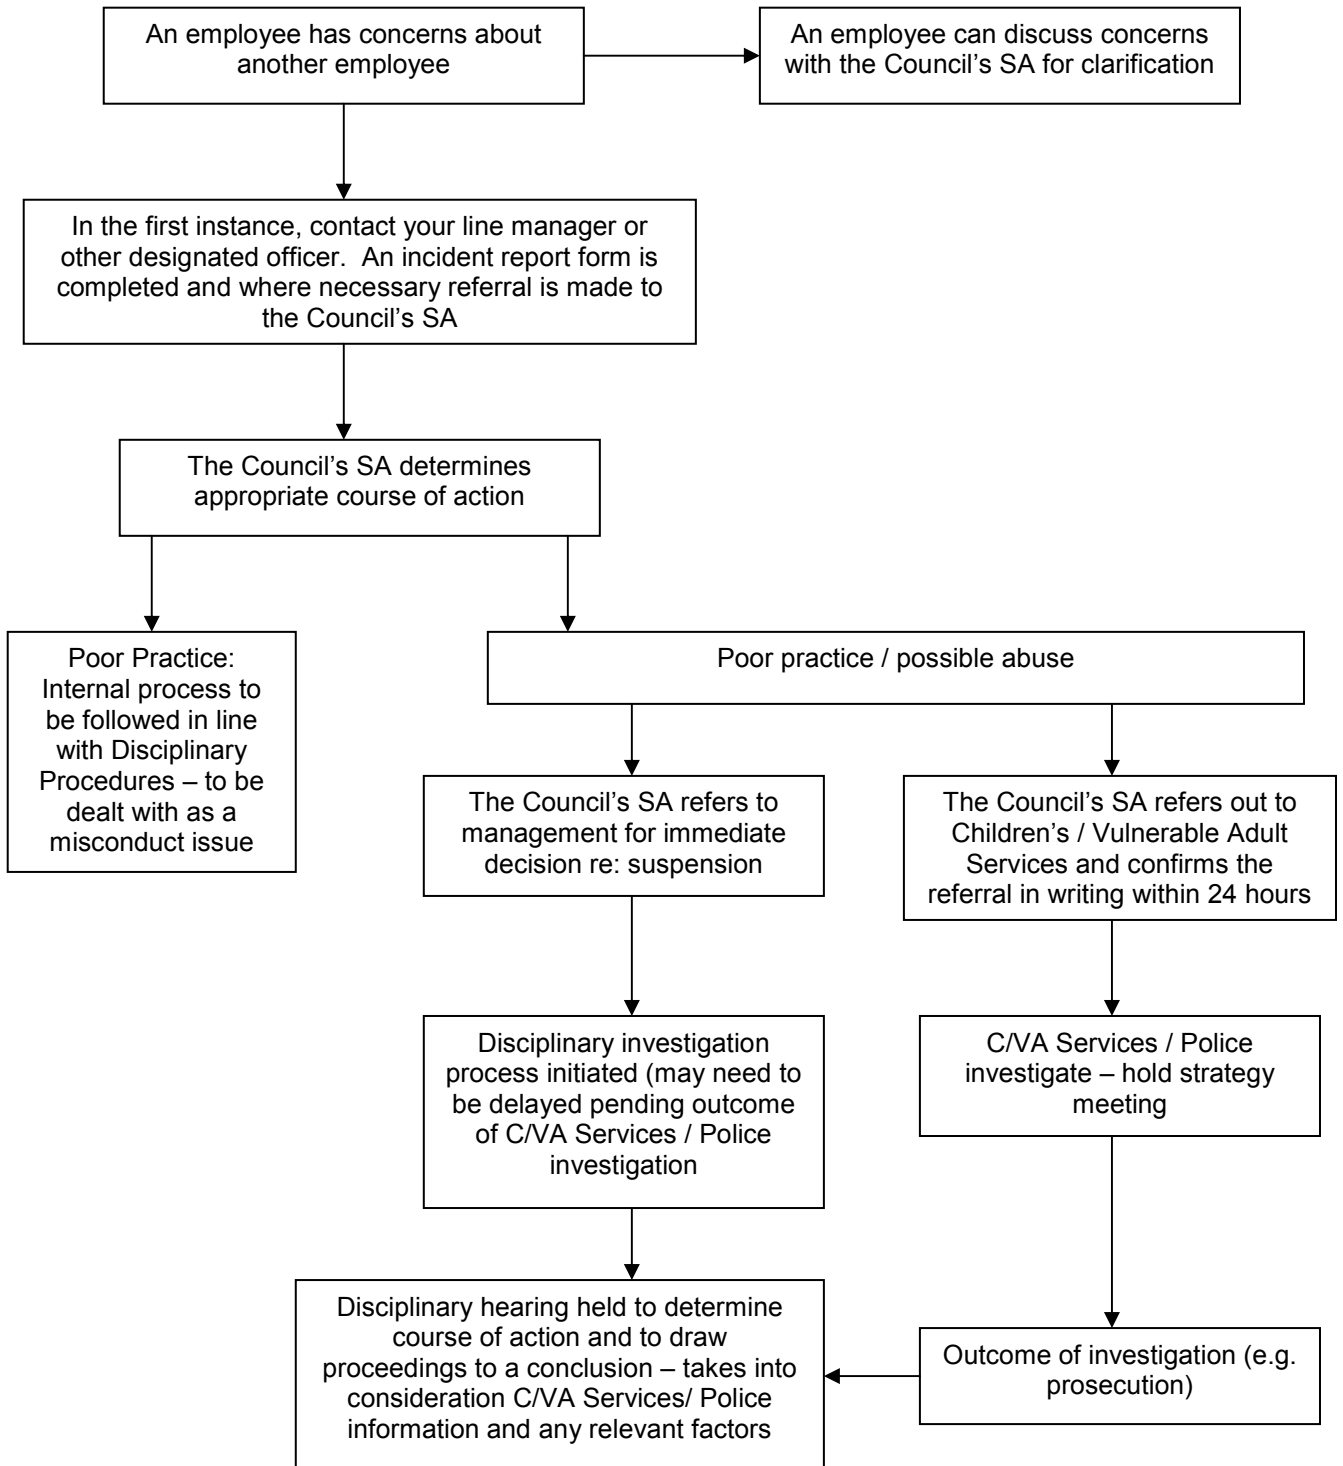 An employee has concerns about
another employee
An employee can discuss concerns
with the Council's SA for clarification
In the first instance, contact your line manager or
other designated officer.  An incident report form is
completed and where necessary referral is made to
the Council's SA
The Council's SA determines
appropriate course of action
Poor Practice:
Internal process to
be followed in line
with Disciplinary
Procedures – to be
dealt with as a
misconduct issue
Poor practice / possible abuse
The Council's SA refers to
management for immediate
decision re: suspension
The Council's SA refers out to
Children's / Vulnerable Adult
Services and confirms the
referral in writing within 24 hours
Disciplinary investigation
process initiated (may need to
be delayed pending outcome
of C/VA Services / Police
investigation
C/VA Services / Police
investigate – hold strategy
meeting
Disciplinary hearing held to determine
course of action and to draw
proceedings to a conclusion – takes into
consideration C/VA Services/ Police
information and any relevant factors
Outcome of investigation (e.g.
prosecution)